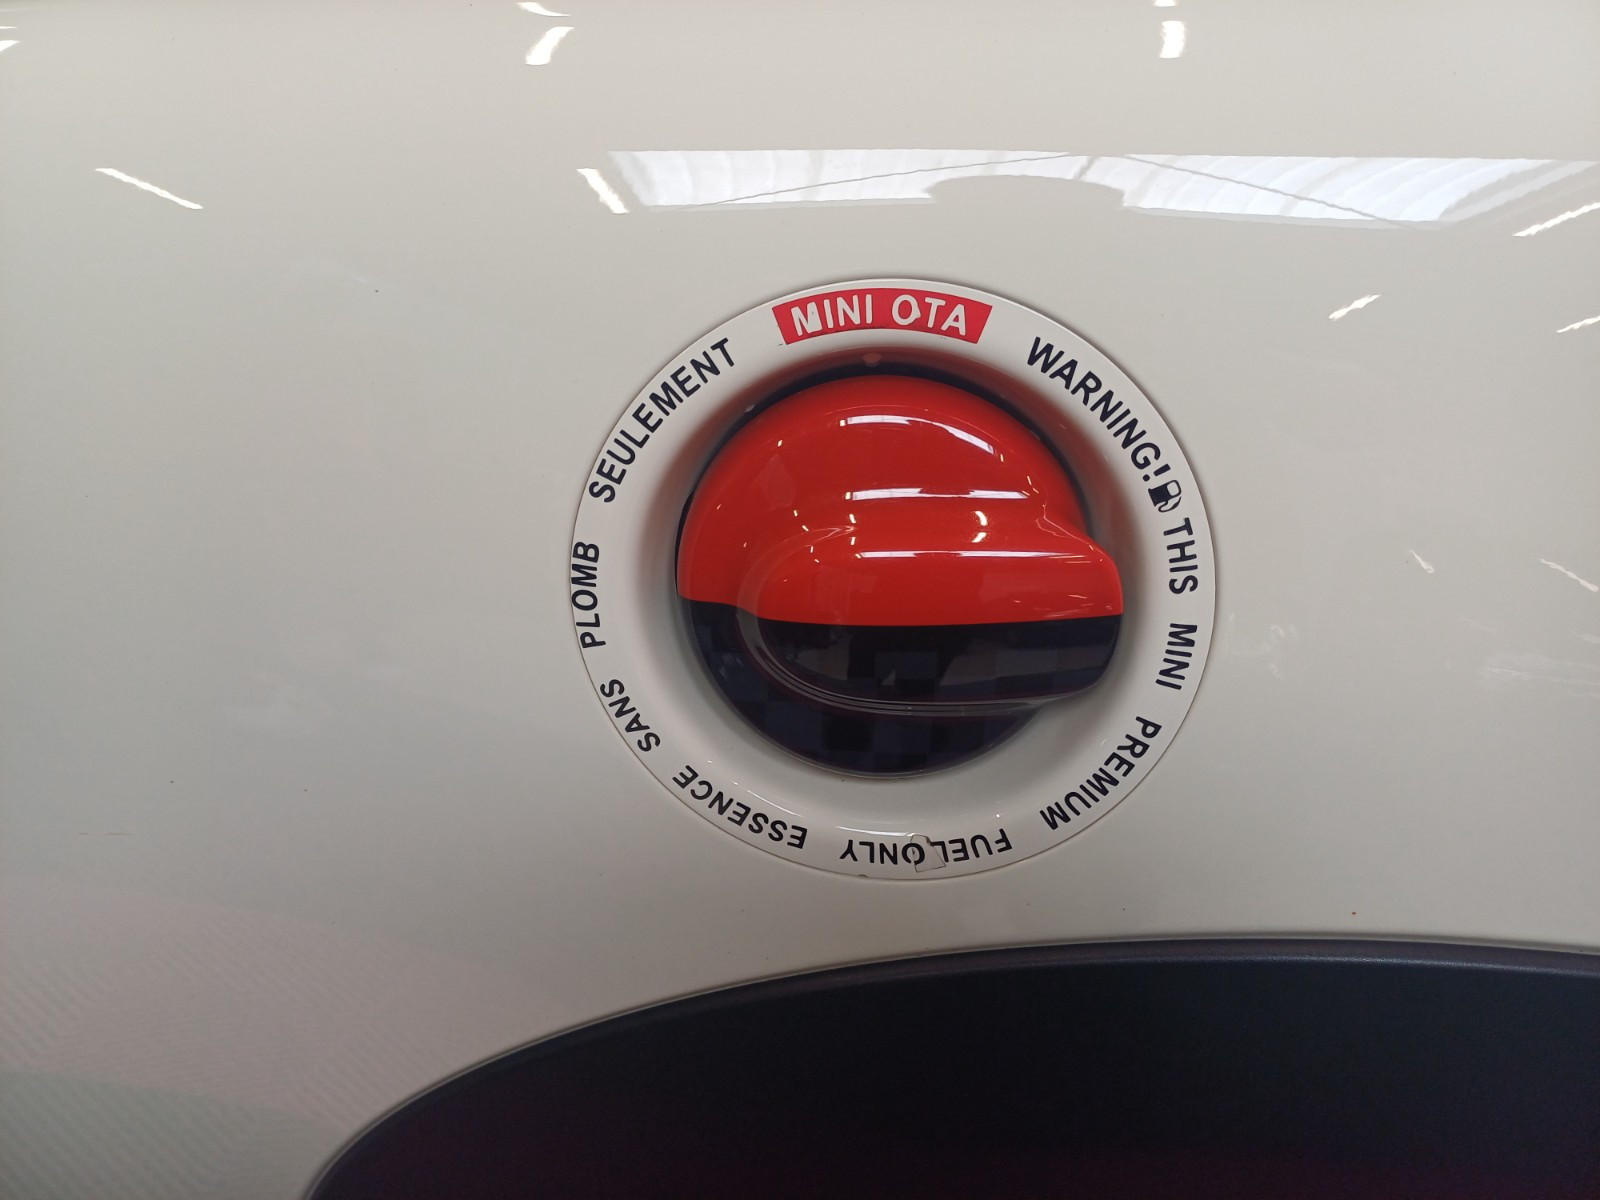 MINI OTA
WARNING! THIS MINI PREMIUM FUEL ONLY
ESSENCE SANS PLOMB SEULEMENT